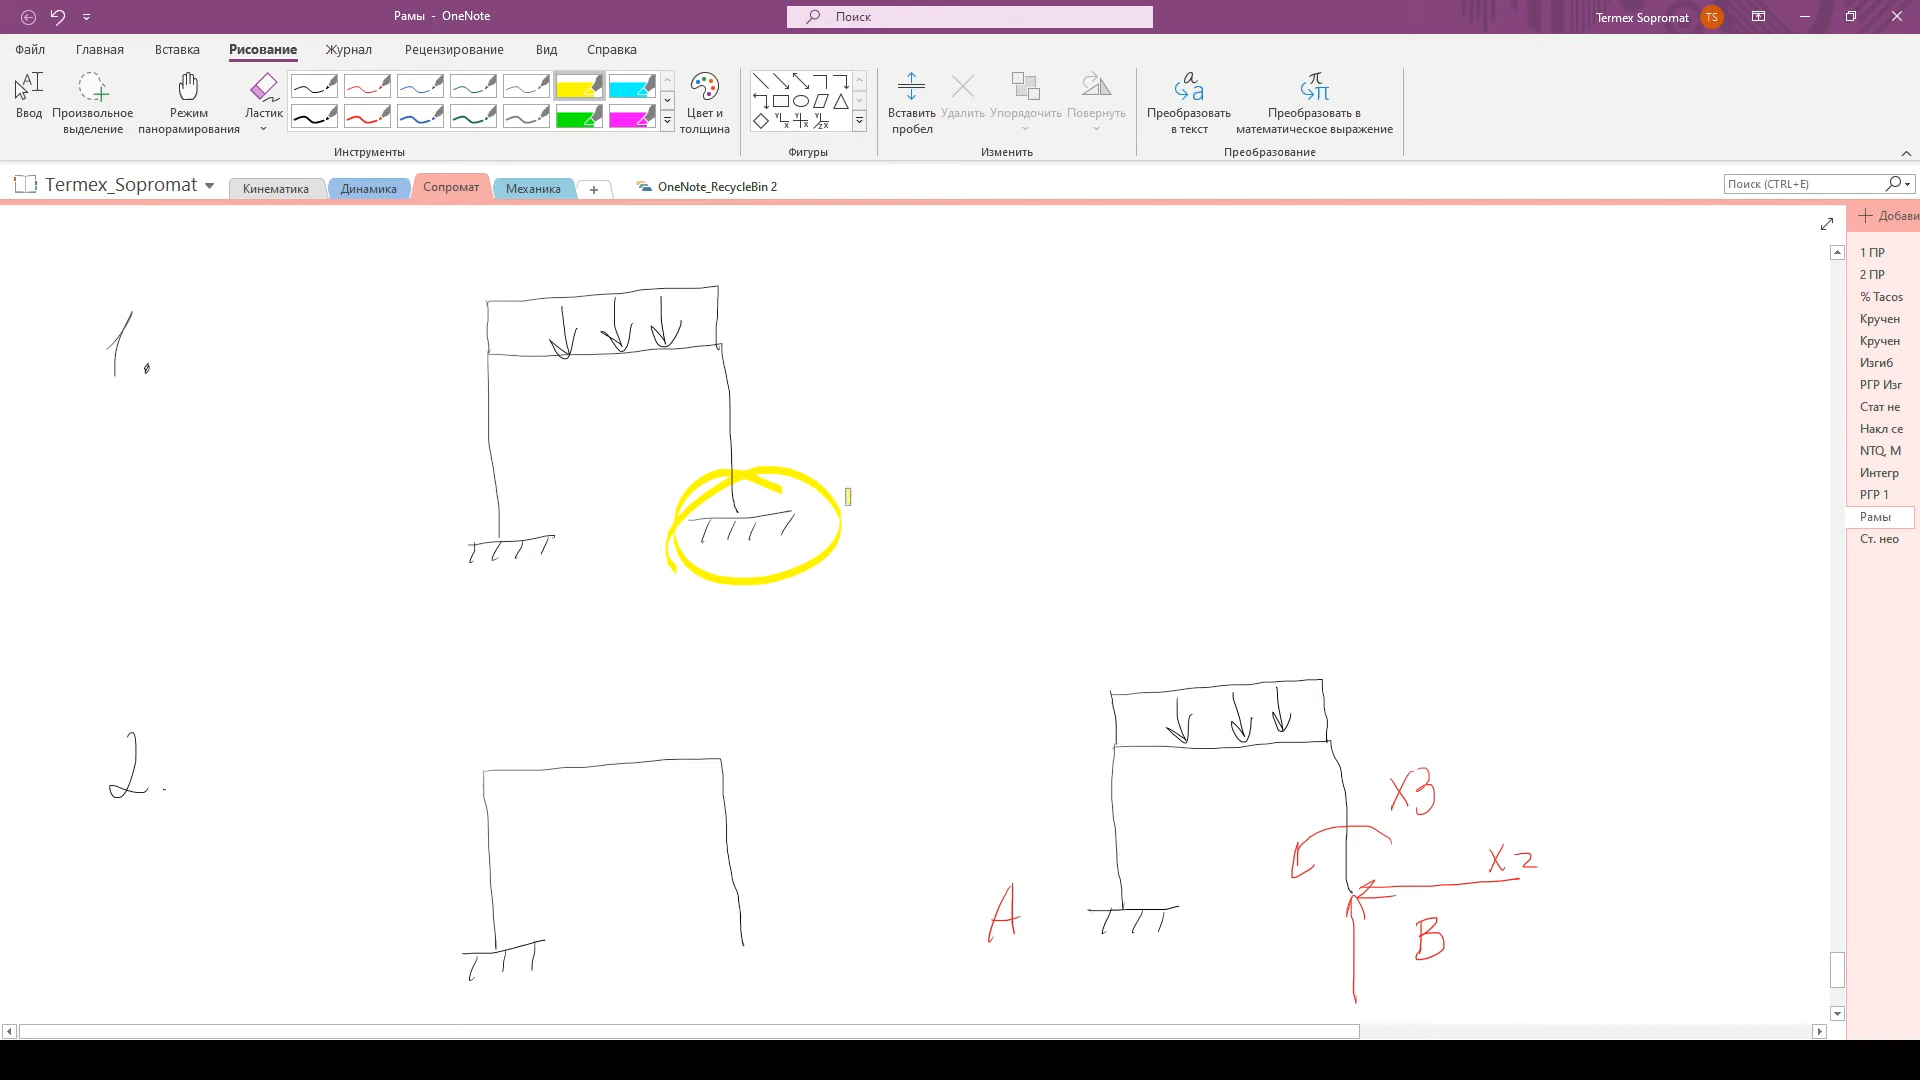 Рамы - OneNote
Поиск
Termex Sopromat
TS
Файл
Главная
Вставка
Рисование
Журнал
Рецензирование
Вид
Справка
Ввод
Произвольное выделение
Режим панорамирования
Ластик
Цвет и толщина
Вставить пробел
Удалить
Упорядочить
Повернуть
Преобразовать в текст
Преобразовать в математическое выражение
Инструменты
Фигуры
Изменить
Преобразование
Termex_Sopromat
Кинематика
Динамика
Сопромат
Механика
OneNote_RecycleBin 2
Поиск (CTRL+E)
Добави
1 ПР
2 ПР
% Tacos
Кручен
Кручен
Изгиб
РГР Изг
Стат не
Накл се
NTQ, M
Интегр
РГР 1
Рамы
Ст. нео
1.
2.
X3
X2
A
B